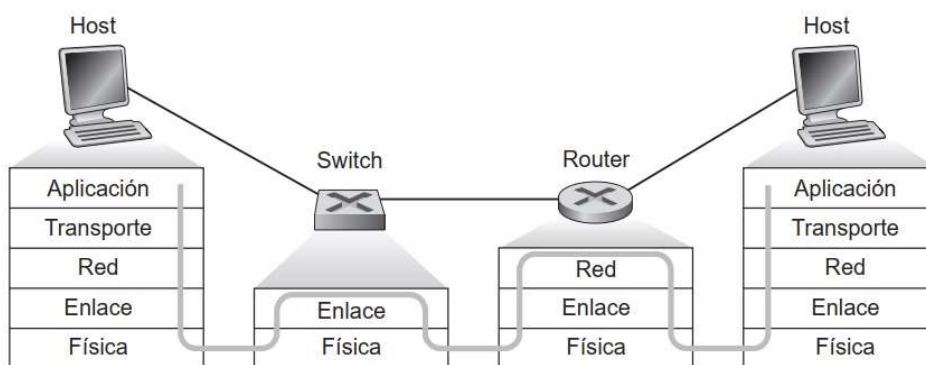 Host
Host
Switch
Router
Aplicación
Transporte
Red
Enlace
Física
Enlace
Física
Red
Enlace
Física
Aplicación
Transporte
Red
Enlace
Física